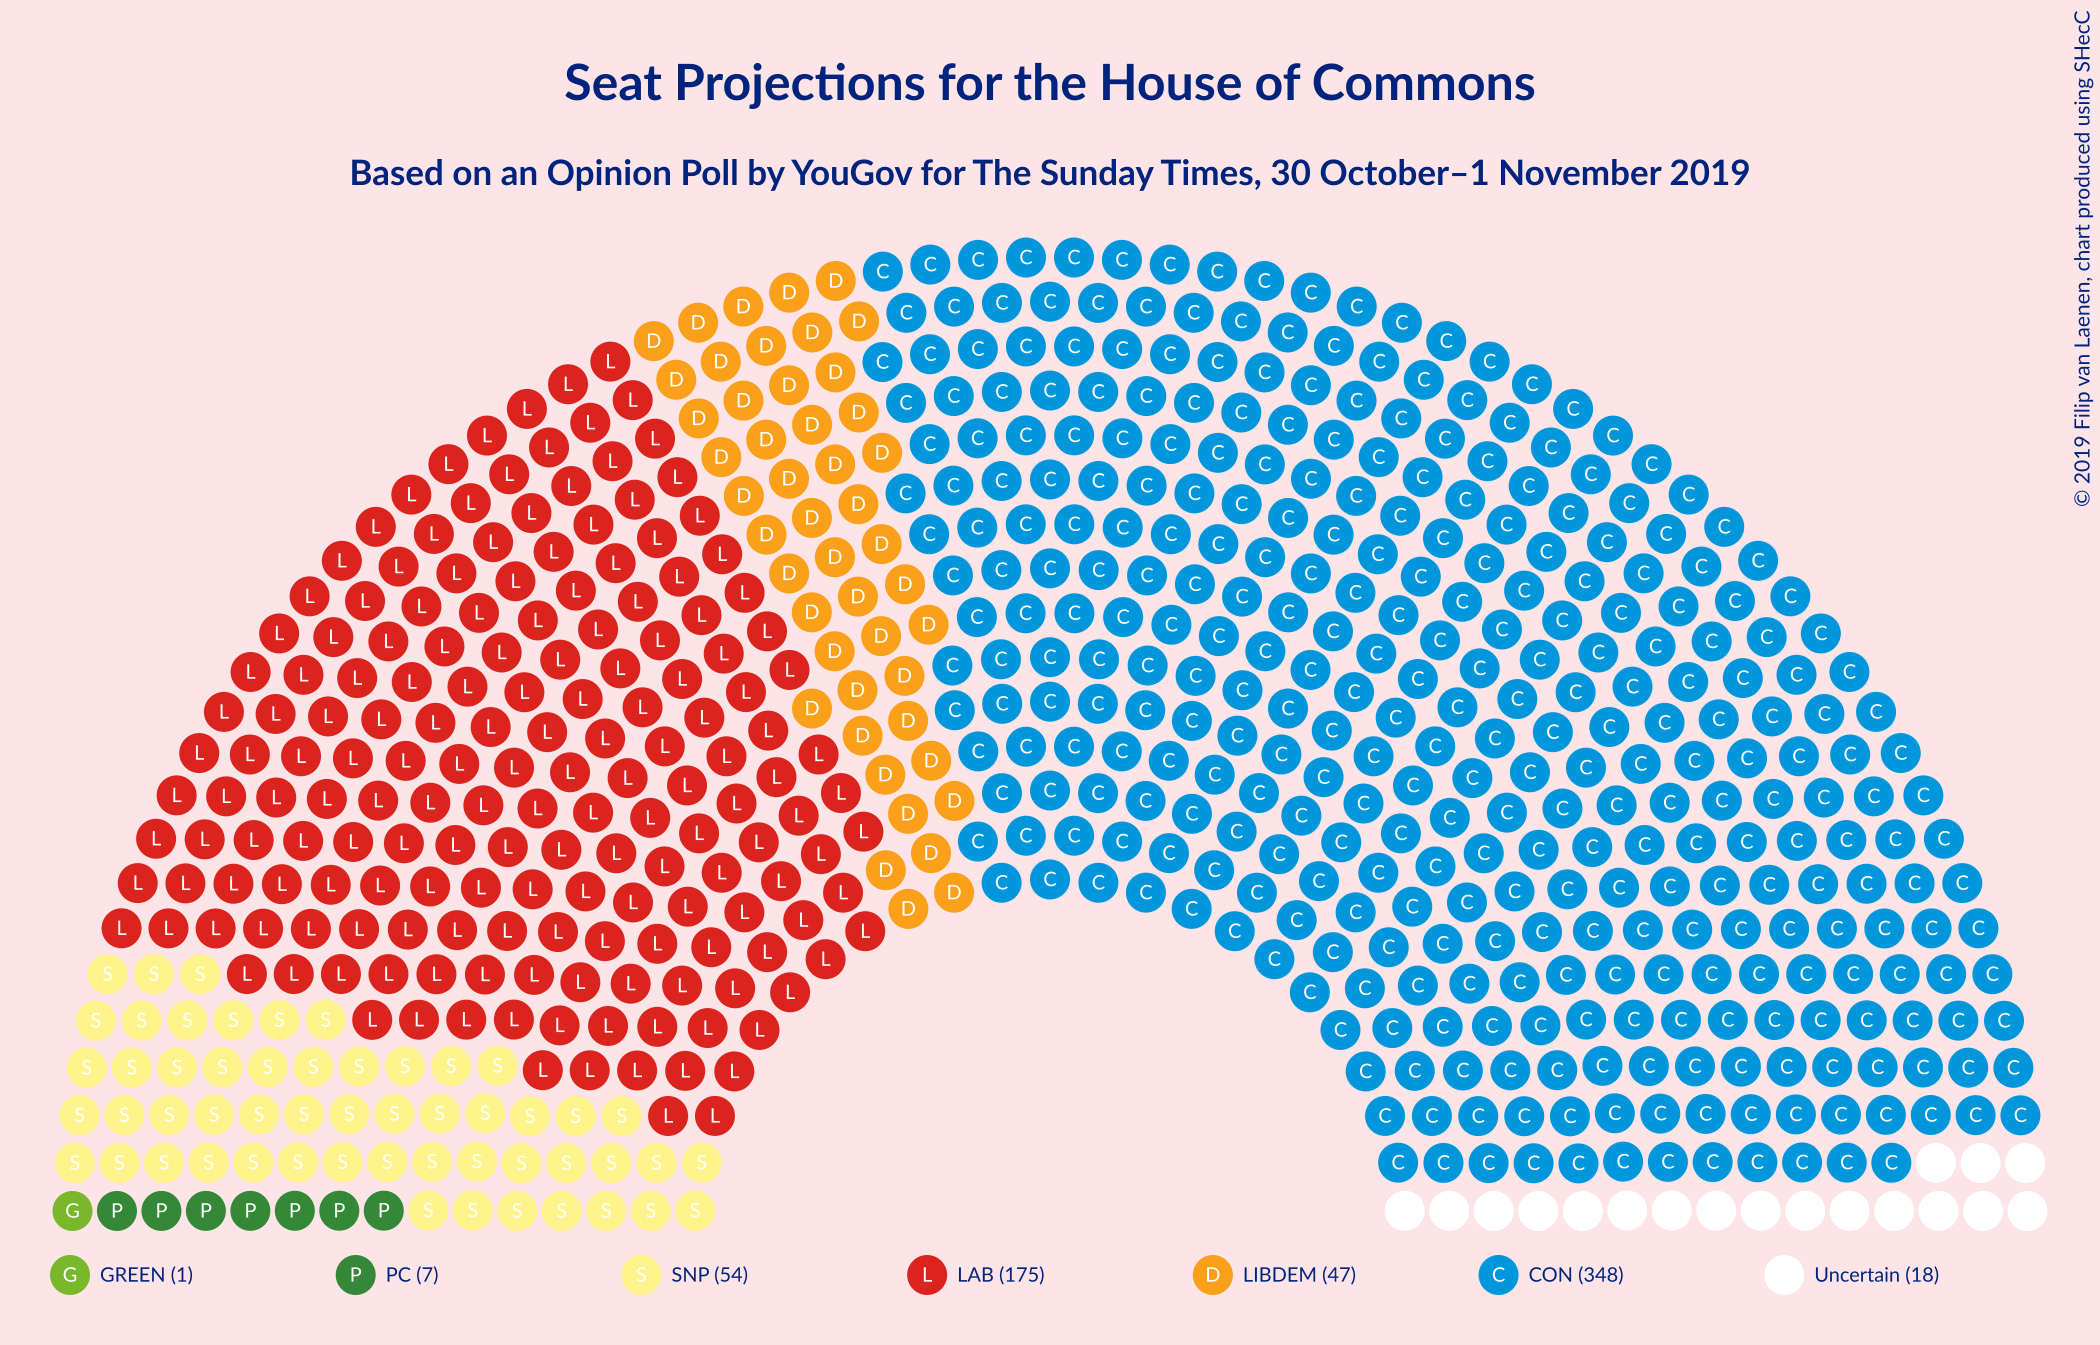 Seat Projections for the House of Commons
Based on an Opinion Poll by YouGov for The Sunday Times, 30 October–1 November 2019
© 2019 Filip van Laenen, chart produced using SHecC
G GREEN (1)
P PC (7)
S SNP (54)
L LAB (175)
D LIBDEM (47)
C CON (348)
Uncertain (18)